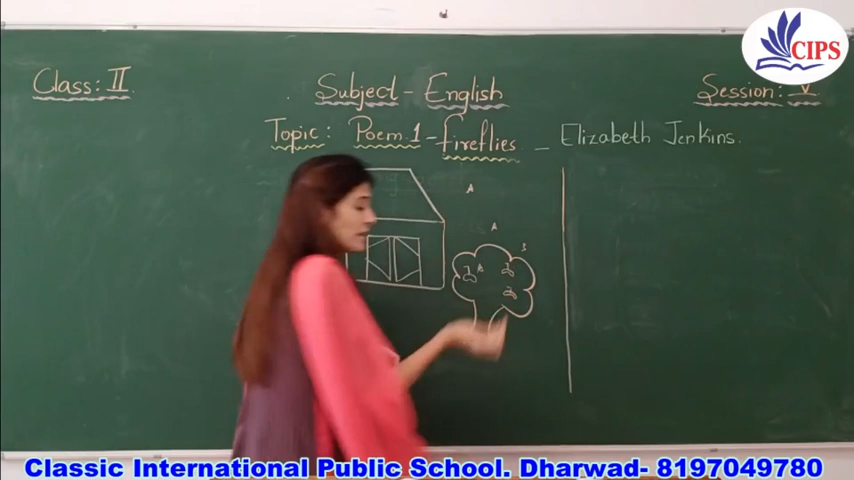 CIPS
Class: II
Subject - English
Session: V
Topic: Poem.1 - fireflies _ Elizabeth Jenkins.
Classic International Public School. Dharwad- 8197049780